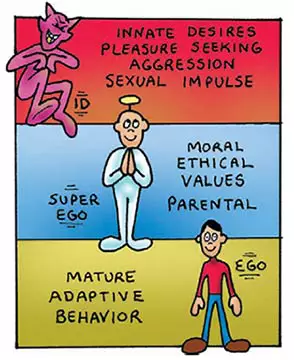 INNATE DESIRES
PLEASURE SEEKING
AGGRESSION
SEXUAL IMPULSE
ID
MORAL
ETHICAL
VALUES
PARENTAL
SUPER
EGO
EGO
MATURE
ADAPTIVE
BEHAVIOR